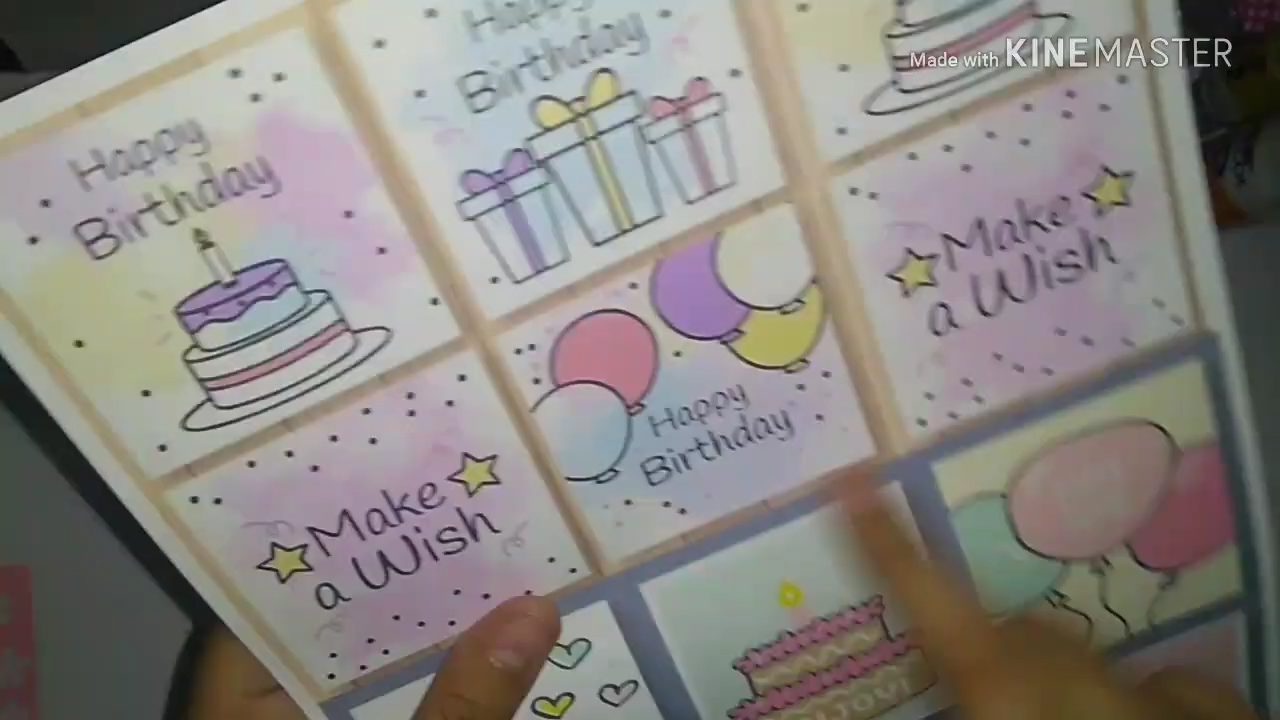 Made with KINEMASTER
Happy
Birthday
Happy
Birthday
Make
a Wish
Happy
Birthday
Make
a Wish